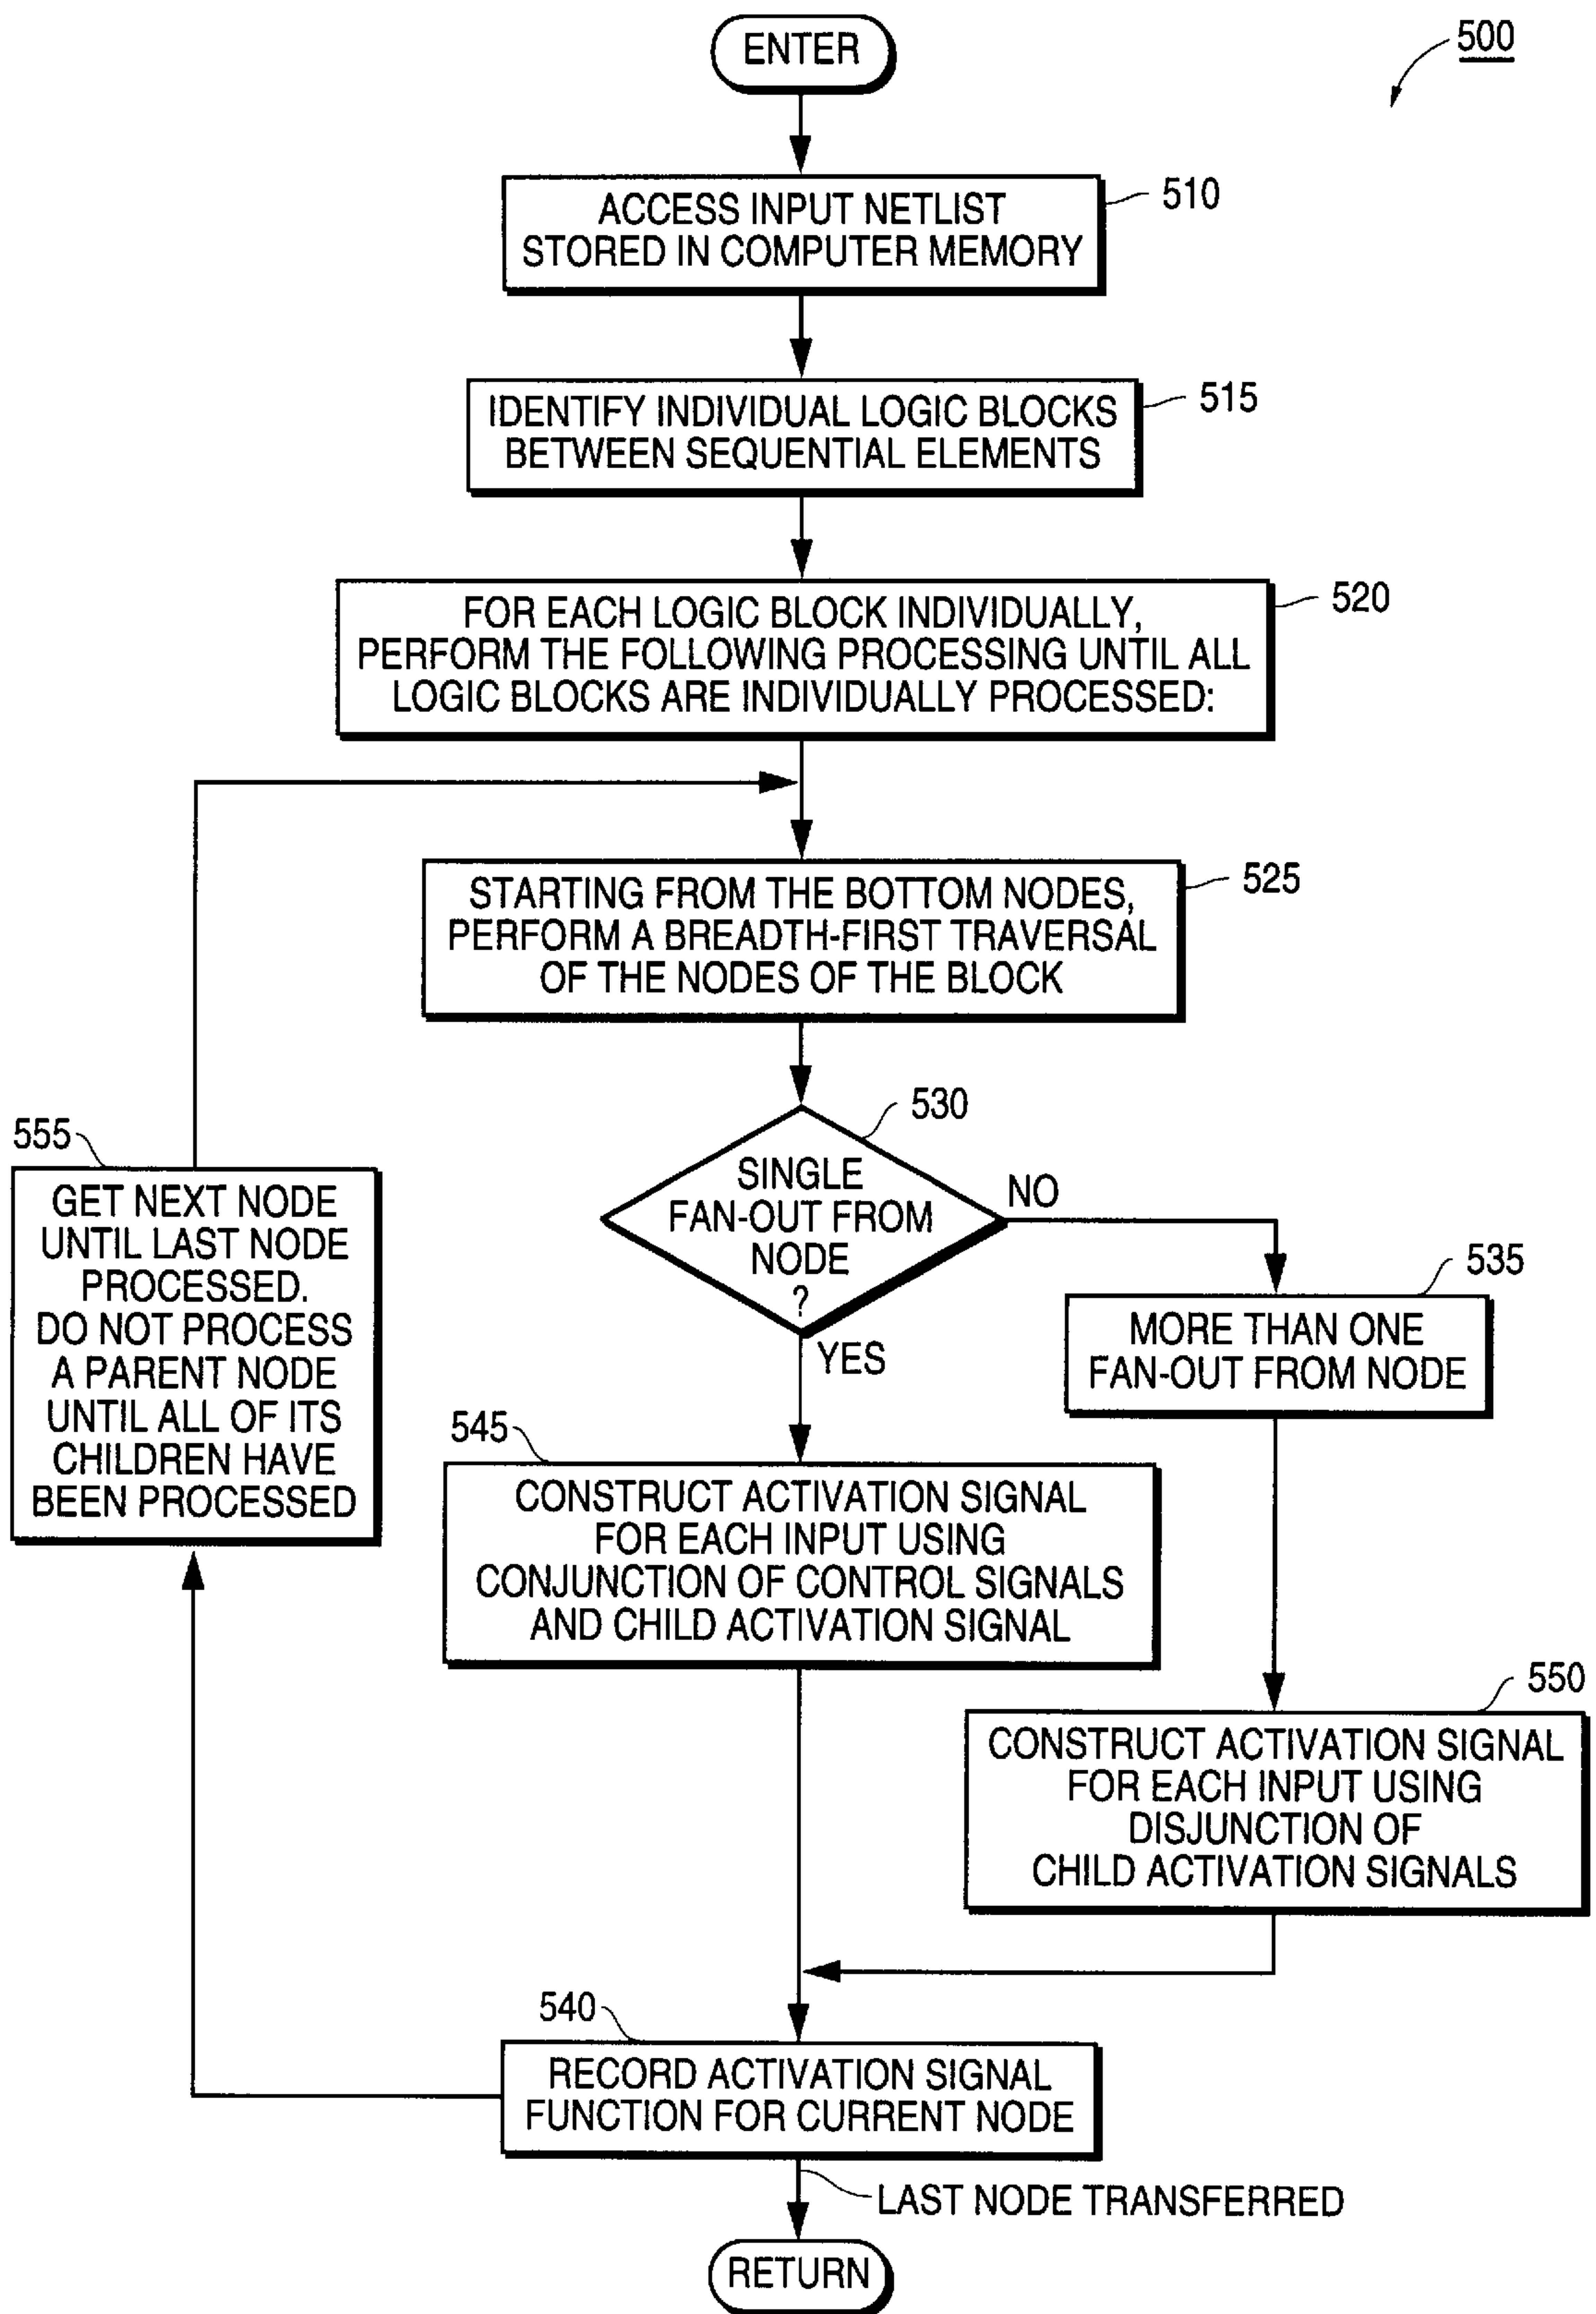 ENTER
500
ACCESS INPUT NETLIST
STORED IN COMPUTER MEMORY
510
IDENTIFY INDIVIDUAL LOGIC BLOCKS
BETWEEN SEQUENTIAL ELEMENTS
515
FOR EACH LOGIC BLOCK INDIVIDUALLY,
PERFORM THE FOLLOWING PROCESSING UNTIL ALL
LOGIC BLOCKS ARE INDIVIDUALLY PROCESSED:
520
STARTING FROM THE BOTTOM NODES,
PERFORM A BREADTH-FIRST TRAVERSAL
OF THE NODES OF THE BLOCK
525
530
SINGLE
FAN-OUT FROM
NODE
?
NO
YES
535
MORE THAN ONE
FAN-OUT FROM NODE
555
GET NEXT NODE
UNTIL LAST NODE
PROCESSED.
DO NOT PROCESS
A PARENT NODE
UNTIL ALL OF ITS
CHILDREN HAVE
BEEN PROCESSED
545
CONSTRUCT ACTIVATION SIGNAL
FOR EACH INPUT USING
CONJUNCTION OF CONTROL SIGNALS
AND CHILD ACTIVATION SIGNAL
550
CONSTRUCT ACTIVATION SIGNAL
FOR EACH INPUT USING
DISJUNCTION OF
CHILD ACTIVATION SIGNALS
540
RECORD ACTIVATION SIGNAL
FUNCTION FOR CURRENT NODE
LAST NODE TRANSFERRED
RETURN